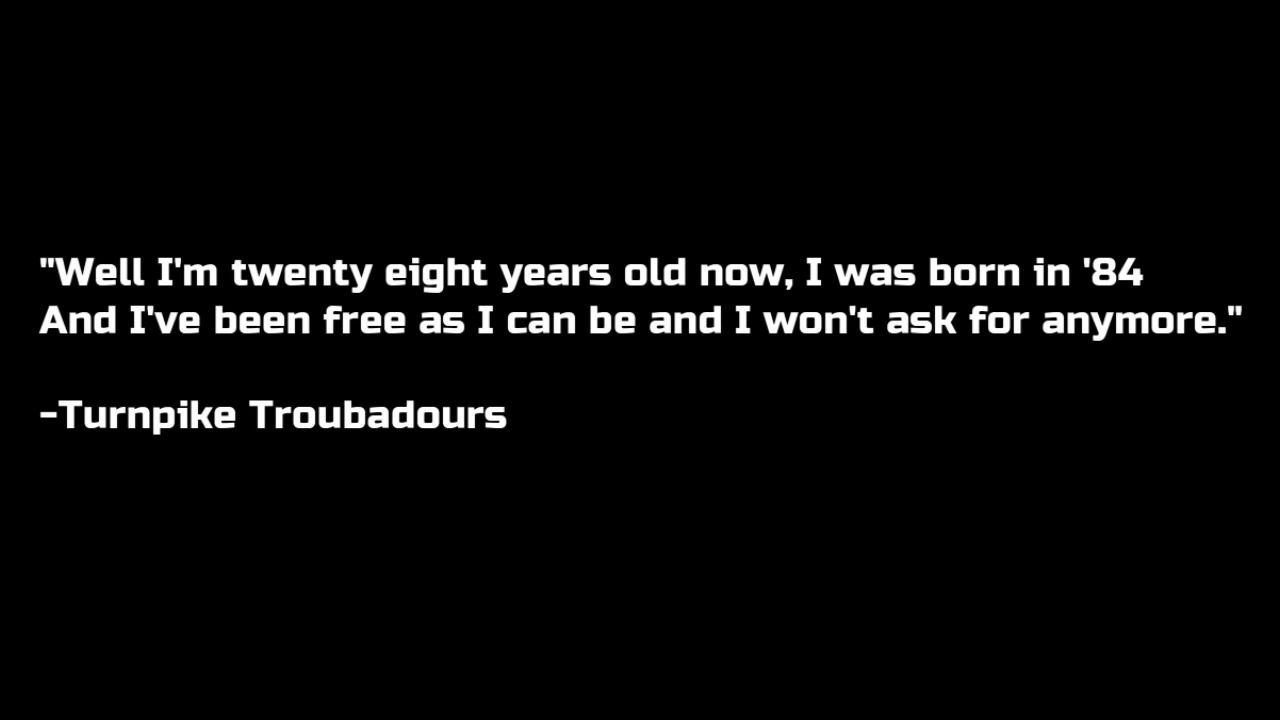 "Well I'm twenty eight years old now, I was born in '84
And I've been free as I can be and I won't ask for anymore."
-Turnpike Troubadours